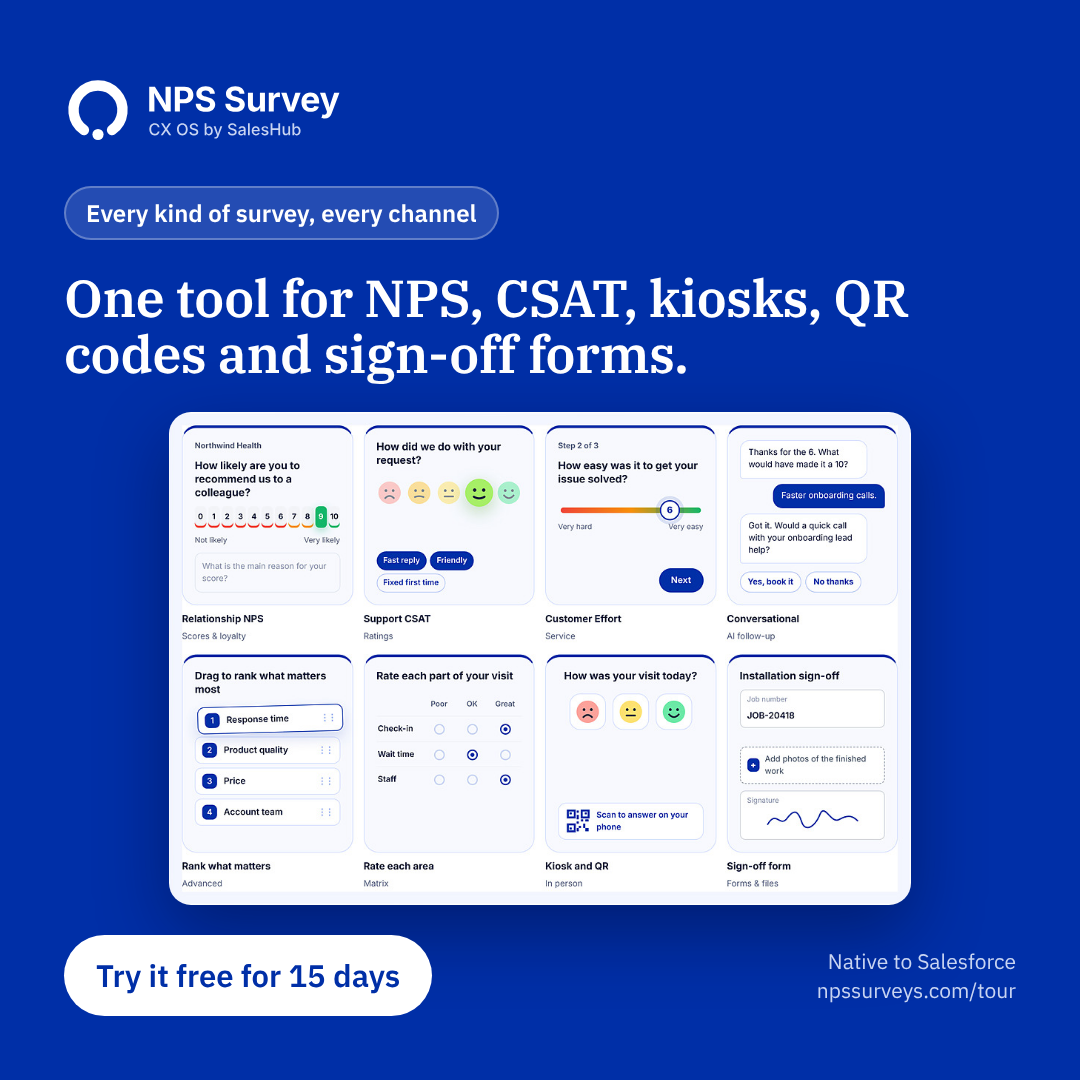 NPS Survey
CX OS by SalesHub
Every kind of survey, every channel
One tool for NPS, CSAT, kiosks, QR
codes and sign-off forms.
Northwind Health
How likely are you to
recommend us to a
colleague?
0 1 2 3 4 5 6 7 8 9 10
Not likely Very likely
What is the main reason for your
score?
Relationship NPS
Scores & loyalty
How did we do with your
request?
Fast reply Friendly
Fixed first time
Support CSAT
Ratings
Step 2 of 3
How easy was it to get your
issue solved?
6
Very hard Very easy
Next
Customer Effort
Service
Thanks for the 6. What
would have made it a 10?
Faster onboarding calls.
Got it. Would a quick call
with your onboarding lead
help?
Yes, book it No thanks
Conversational
AI follow-up
Drag to rank what matters
most
1 Response time
2 Product quality
3 Price
4 Account team
Rank what matters
Advanced
Rate each part of your visit
Poor OK Great
Check-in
Wait time
Staff
Rate each area
Matrix
How was your visit today?
Scan to answer on your
phone
Kiosk and QR
In person
Installation sign-off
Job number
JOB-20418
+ Add photos of the finished
work
Signature
Sign-off form
Forms & files
Try it free for 15 days
Native to Salesforce
npssurveys.com/tour